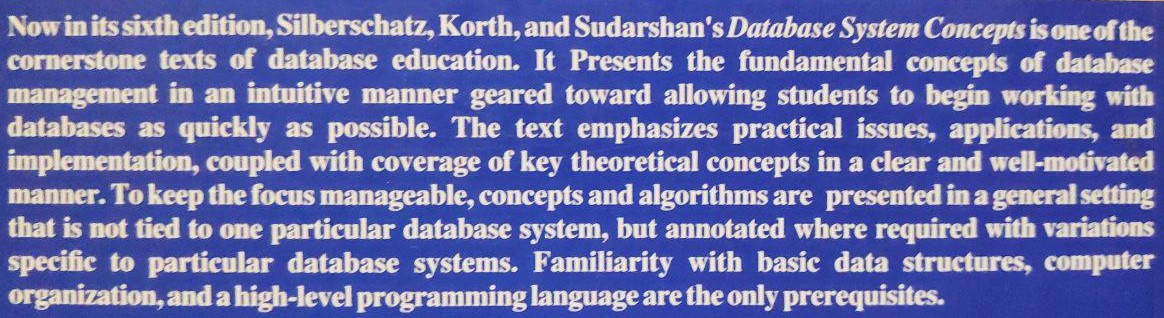 Now in its sixth edition, Silberschatz, Korth, and Sudarshan's Database System Concepts is one of the
cornerstone texts of database education. It Presents the fundamental concepts of database
management in an intuitive manner geared toward allowing students to begin working with
databases as quickly as possible. The text emphasizes practical issues, applications, and
implementation, coupled with coverage of key theoretical concepts in a clear and well-motivated
manner. To keep the focus manageable, concepts and algorithms are presented in a general setting
that is not tied to one particular database system, but annotated where required with variations
specific to particular database systems. Familiarity with basic data structures, computer
organization, and a high-level programming language are the only prerequisites.